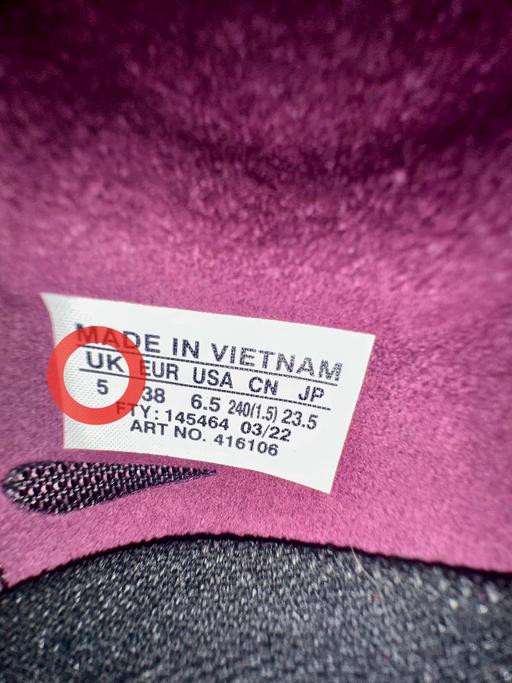 MADE IN VIETNAM
UK EUR USA CN JP
5 38 6.5 240(1.5) 23.5
FTY: 145464 03/22
ART NO. 416106